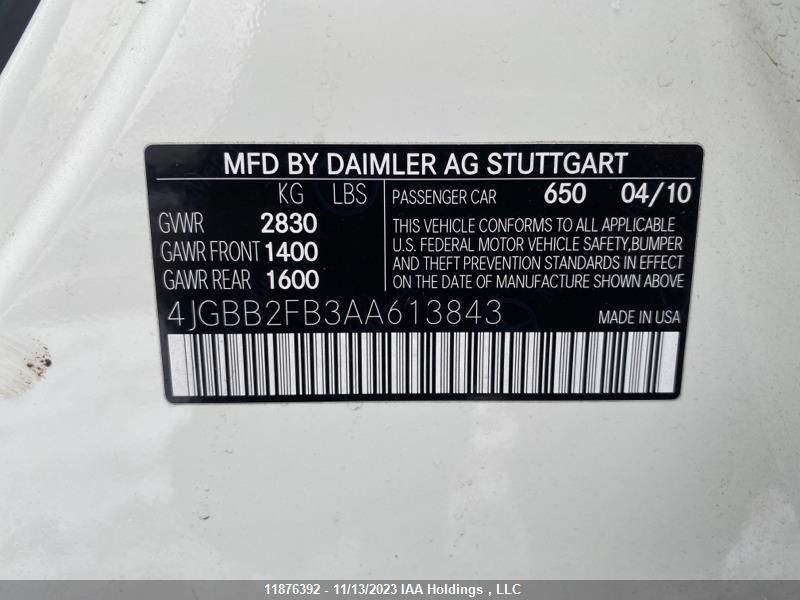 MFD BY DAIMLER AG STUTTGART
KG LBS
GVWR 2830
GAWR FRONT 1400
GAWR REAR 1600
PASSENGER CAR 650 04/10
THIS VEHICLE CONFORMS TO ALL APPLICABLE
U.S. FEDERAL MOTOR VEHICLE SAFETY,BUMPER
AND THEFT PREVENTION STANDARDS IN EFFECT
ON THE DATE OF MANUFACTURE SHOWN ABOVE
4JGBB2FB3AA613843
MADE IN USA
11876392 - 11/13/2023 IAA Holdings , LLC